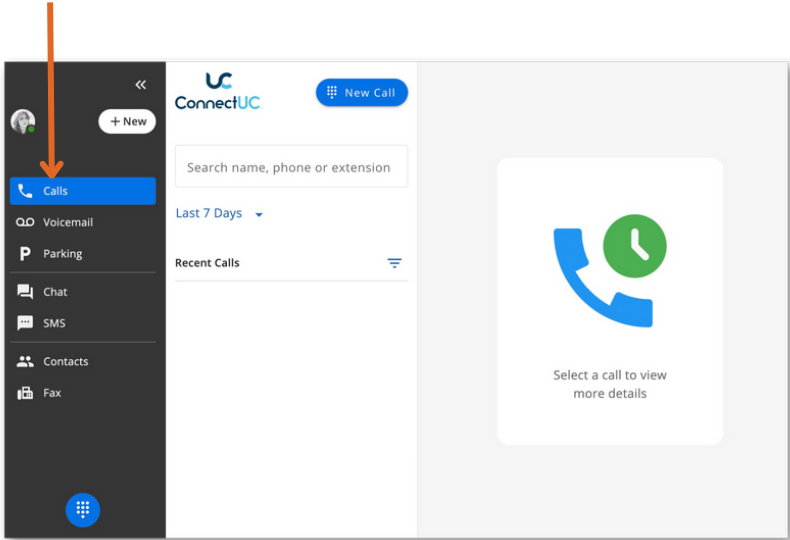 + New
Calls
Voicemail
P Parking
Chat
SMS
Contacts
Fax
UC
ConnectUC
New Call
Search name, phone or extension
Last 7 Days
Recent Calls
Select a call to view
more details